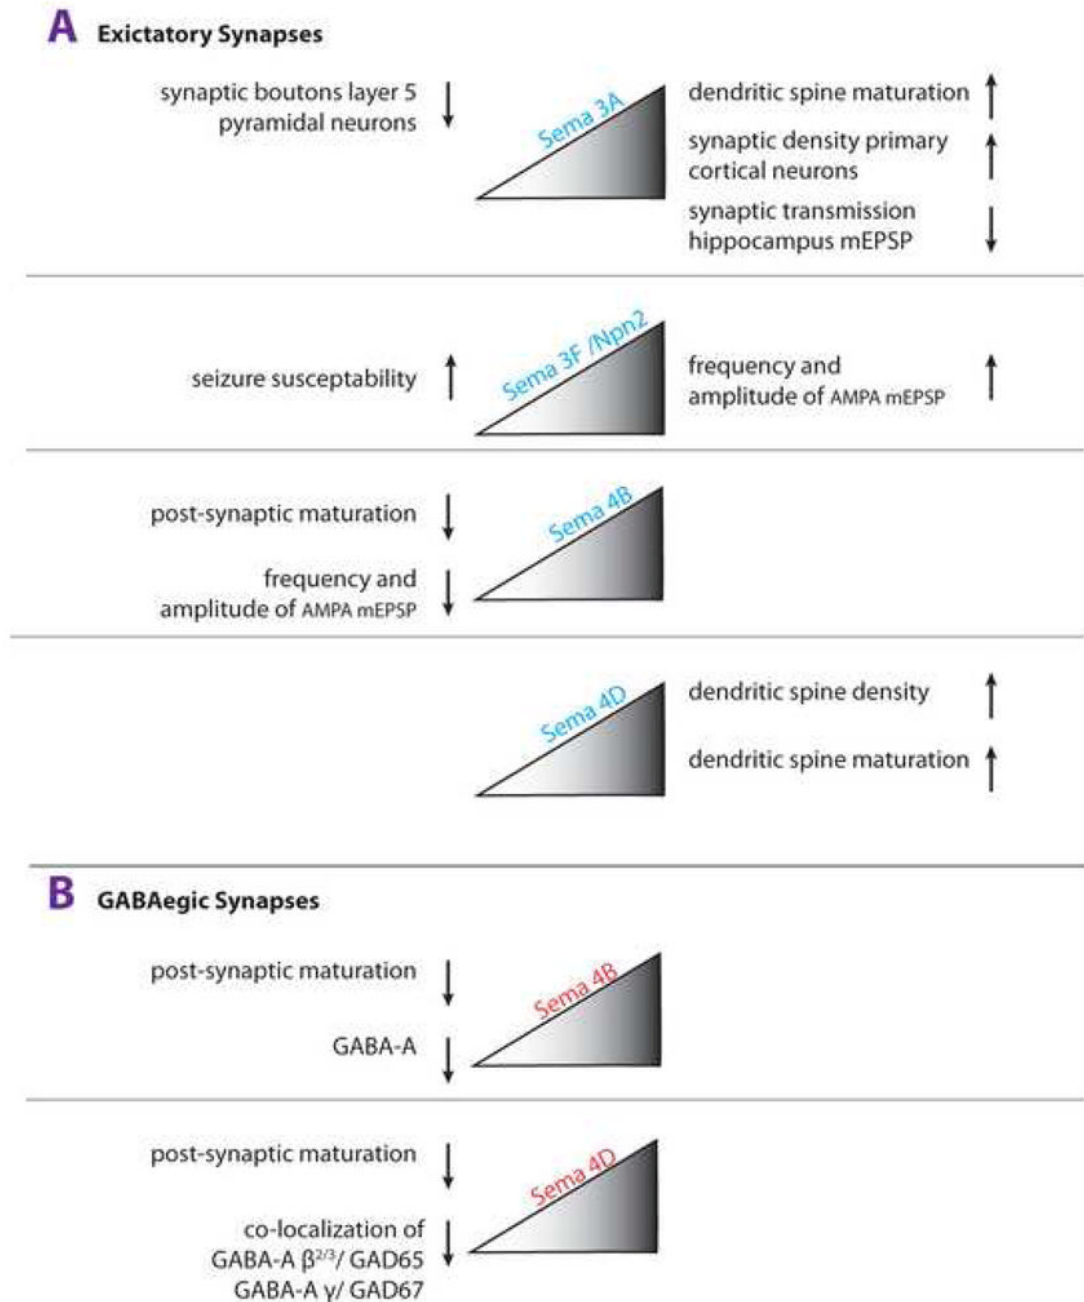 A Exictatory Synapses
synaptic boutons layer 5
pyramidal neurons
Sema 3A
dendritic spine maturation
synaptic density primary
cortical neurons
synaptic transmission
hippocampus mEPSP
seizure susceptability
Sema 3F /Npn2
frequency and
amplitude of AMPA mEPSP
post-synaptic maturation
frequency and
amplitude of AMPA mEPSP
Sema 4B
Sema 4D
dendritic spine density
dendritic spine maturation
B GABAegic Synapses
post-synaptic maturation
GABA-A
Sema 4B
post-synaptic maturation
co-localization of
GABA-A β²/³/ GAD65
GABA-A γ/ GAD67
Sema 4D